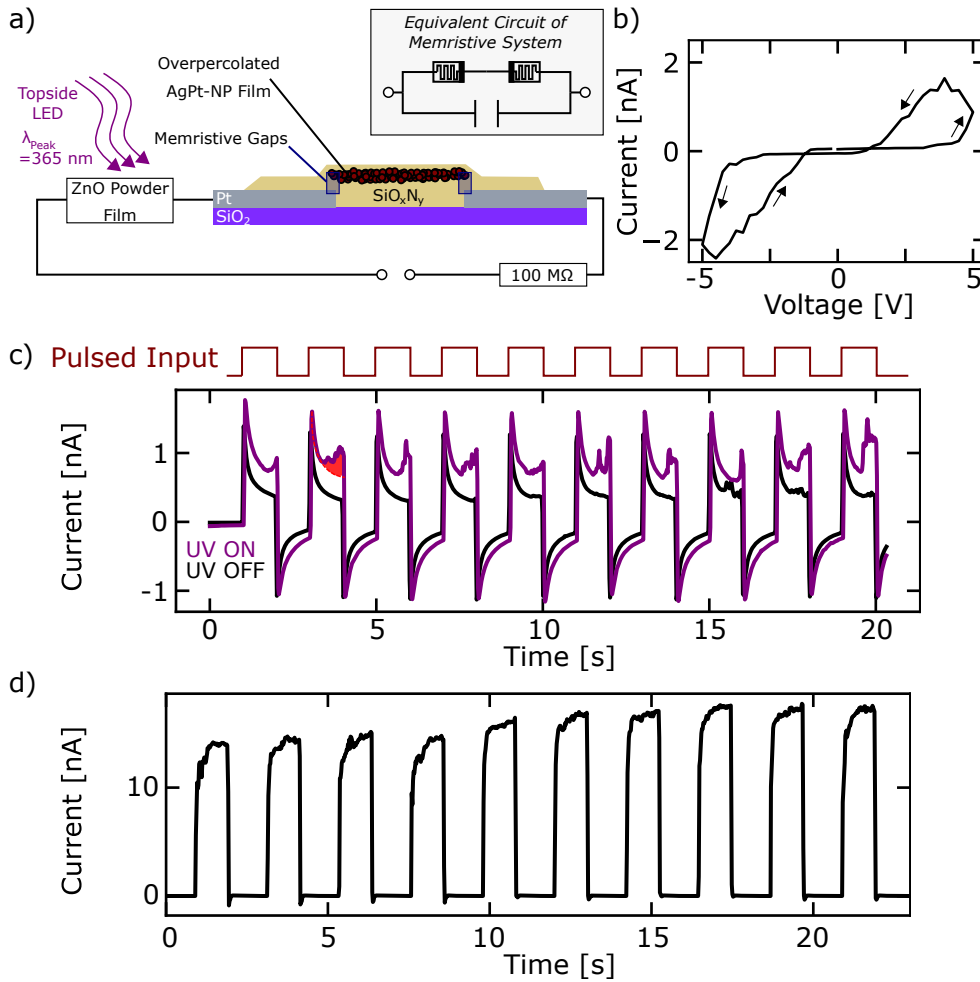 a)
Equivalent Circuit of
Memristive System
Overpercolated
AgPt-NP Film
Topside
LED
λPeak
=365 nm
Memristive Gaps
ZnO Powder
Film
Pt
SiOxNy
SiO2
100 MΩ
b)
Current [nA]
2
0
−2
-5
0
5
Voltage [V]
c)
Pulsed Input
Current [nA]
1
0
-1
UV ON
UV OFF
0
5
10
15
20
Time [s]
d)
Current [nA]
10
0
0
5
10
15
20
Time [s]